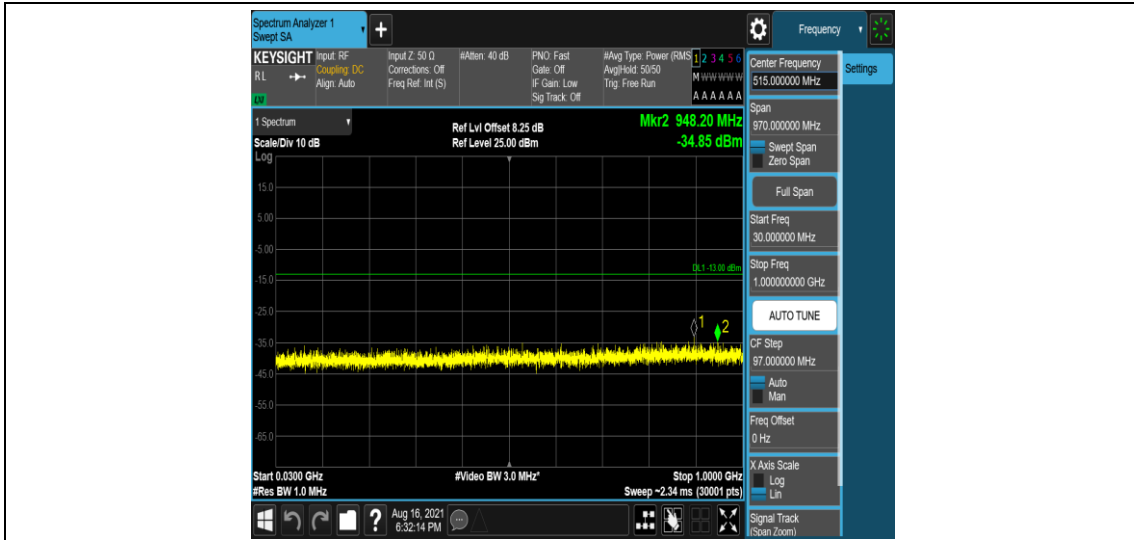 Spectrum Analyzer 1
Swept SA
+
Frequency
KEYSIGHT
RL
LXI
Input: RF
Coupling: DC
Align: Auto
Input Z: 50 Ω
Corrections: Off
Freq Ref: Int (S)
#Atten: 40 dB
PNO: Fast
Gate: Off
IF Gain: Low
Sig Track: Off
#Avg Type: Power (RMS
Avg|Hold: 50/50
Trig: Free Run
1 2 3 4 5 6
M W W W W W
A A A A A A
1 Spectrum
Scale/Div 10 dB
Log
Ref Lvl Offset 8.25 dB
Ref Level 25.00 dBm
Mkr2 948.20 MHz
-34.85 dBm
15.0
5.00
-5.00
-15.0
-25.0
-35.0
-45.0
-55.0
-65.0
DL1 -13.00 dBm
1
2
Start 0.0300 GHz
#Res BW 1.0 MHz
#Video BW 3.0 MHz*
Stop 1.0000 GHz
Sweep ~2.34 ms (30001 pts)
Center Frequency
515.000000 MHz
Settings
Span
970.000000 MHz
Swept Span
Zero Span
Full Span
Start Freq
30.000000 MHz
Stop Freq
1.000000000 GHz
AUTO TUNE
CF Step
97.000000 MHz
Auto
Man
Freq Offset
0 Hz
X Axis Scale
Log
Lin
Signal Track
(Span Zoom)
?
Aug 16, 2021
6:32:14 PM